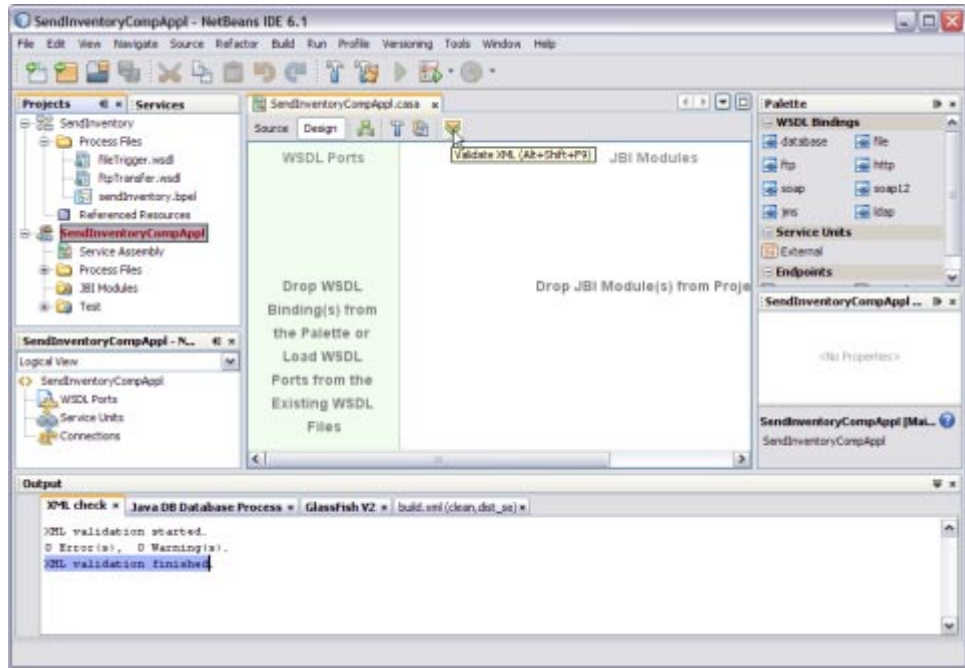 SendInventoryCompAppl - NetBeans IDE 6.1
File Edit View Navigate Source Refactor Build Run Profile Versioning Tools Window Help
Projects Services
SendInventory
Process Files
fileTrigger.wsdl
ftpTransfer.wsdl
sendInventory.bpel
Referenced Resources
SendInventoryCompAppl
Service Assembly
Process Files
JBI Modules
Test
SendInventoryCompAppl - N...
Logical View
SendInventoryCompAppl
WSDL Ports
Service Units
Connections
SendInventoryCompAppl.casa
Source Design
Validate XML (Alt+Shift+F9)
WSDL Ports
JBI Modules
Drop WSDL
Binding(s) from
the Palette or
Load WSDL
Ports from the
Existing WSDL
Files
Drop JBI Module(s) from Proje
Palette
WSDL Bindings
database file
ftp http
soap soap12
jms ldap
Service Units
External
Endpoints
SendInventoryCompAppl ...
<No Properties>
SendInventoryCompAppl [Mai...
SendInventoryCompAppl
Output
XML check Java DB Database Process GlassFish V2 build.xml (clean,dist_se)
XML validation started.
0 Error(s), 0 Warning(s).
XML validation finished.